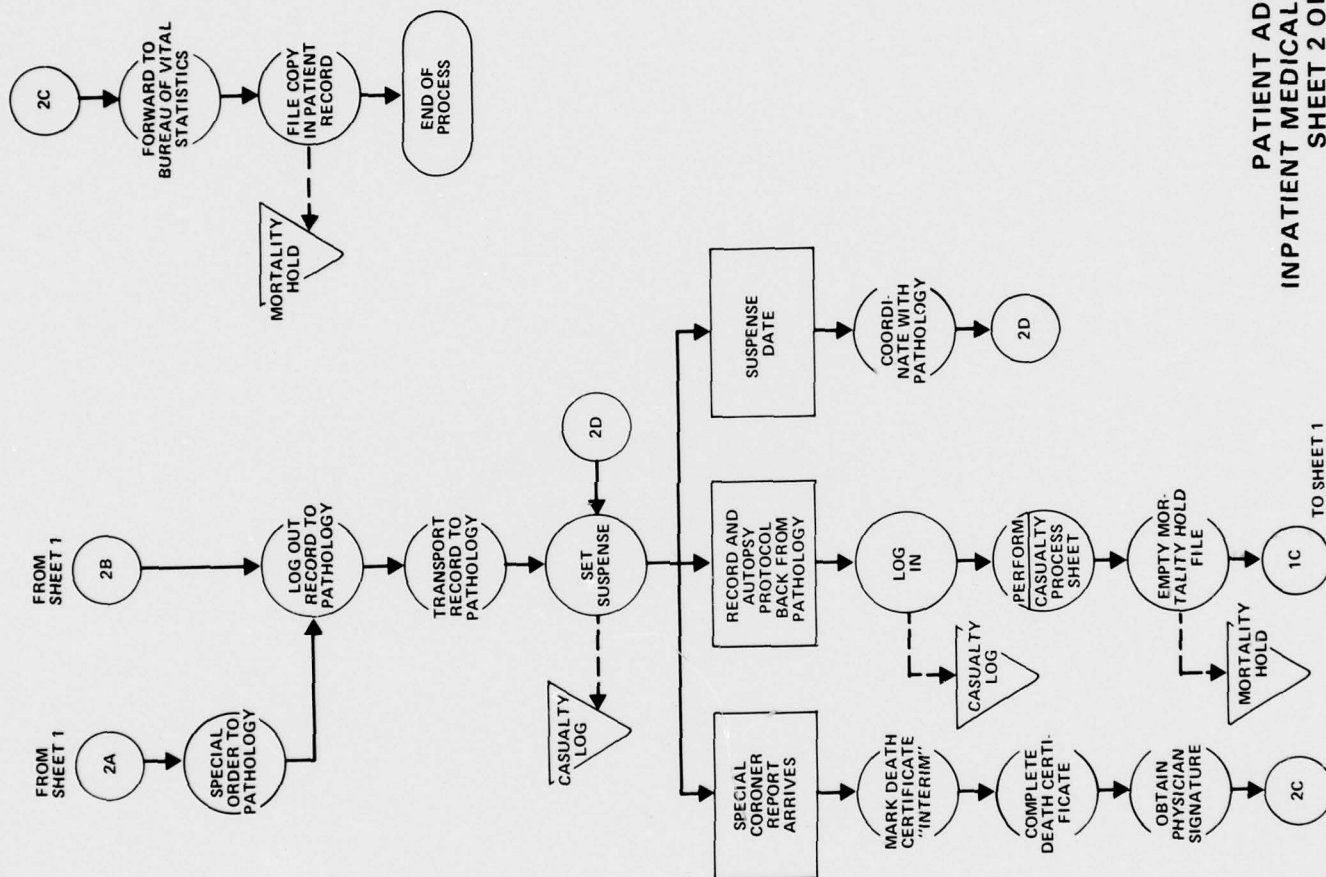 FROM
SHEET 1
2A
SPECIAL
ORDER TO
PATHOLOGY
FROM
SHEET 1
2B
LOG OUT
RECORD TO
PATHOLOGY
TRANSPORT
RECORD TO
PATHOLOGY
SET
SUSPENSE
2D
CASUALTY
LOG
SPECIAL
CORONER
REPORT
ARRIVES
MARK DEATH
CERTIFICATE
"INTERIM"
COMPLETE
DEATH CERTI-
FICATE
OBTAIN
PHYSICIAN
SIGNATURE
2C
RECORD AND
AUTOPSY
PROTOCOL
BACK FROM
PATHOLOGY
LOG
IN
CASUALTY
LOG
PERFORM
CASUALTY
PROCESS
SHEET
EMPTY MOR-
TALITY HOLD
FILE
MORTALITY
HOLD
1C
TO SHEET 1
SUSPENSE
DATE
COORDI-
NATE WITH
PATHOLOGY
2D
2C
FORWARD TO
BUREAU OF VITAL
STATISTICS
FILE COPY
IN PATIENT
RECORD
MORTALITY
HOLD
END OF
PROCESS
PATIENT AD
INPATIENT MEDICAL
SHEET 2 O